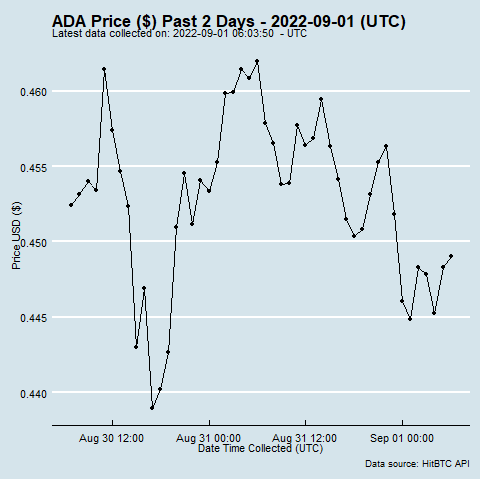 ADA Price ($) Past 2 Days - 2022-09-01 (UTC)
Latest data collected on: 2022-09-01 06:03:50  - UTC
0.460
0.455
0.450
0.445
0.440
Price USD ($)
Aug 30 12:00
Aug 31 00:00
Aug 31 12:00
Sep 01 00:00
Date Time Collected (UTC)
Data source: HitBTC API